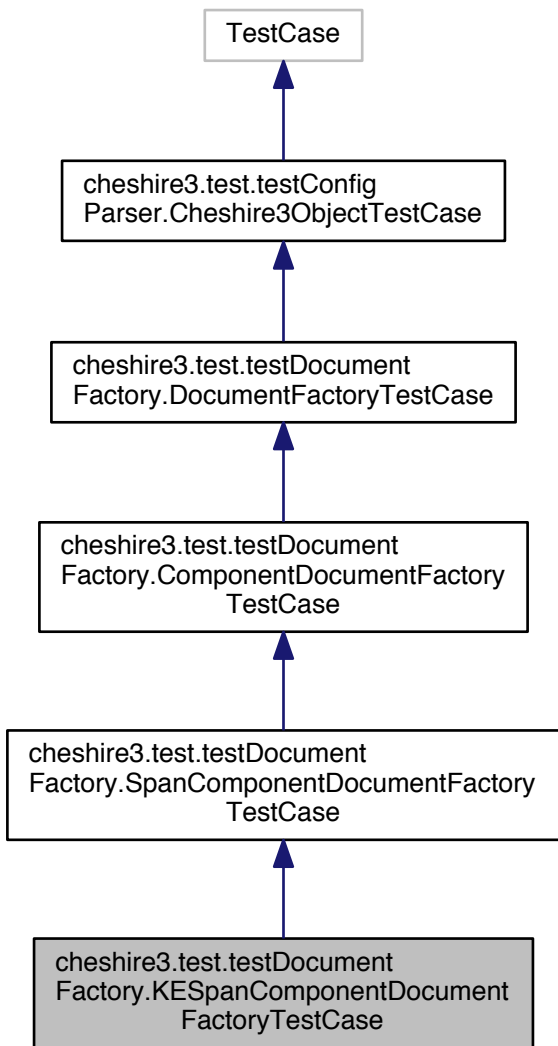 TestCase
cheshire3.test.testConfig
Parser.Cheshire3ObjectTestCase
cheshire3.test.testDocument
Factory.DocumentFactoryTestCase
cheshire3.test.testDocument
Factory.ComponentDocumentFactory
TestCase
cheshire3.test.testDocument
Factory.SpanComponentDocumentFactory
TestCase
cheshire3.test.testDocument
Factory.KESpanComponentDocument
FactoryTestCase